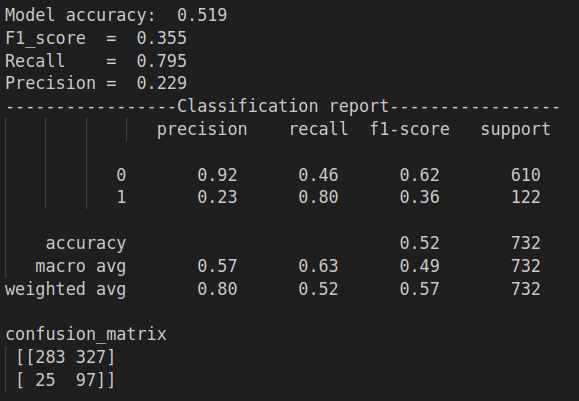 Model accuracy:  0.519
F1_score  =  0.355
Recall    =  0.795
Precision =  0.229
-----------------Classification report-----------------
               precision    recall  f1-score   support

           0       0.92      0.46      0.62       610
           1       0.23      0.80      0.36       122

    accuracy                           0.52       732
   macro avg       0.57      0.63      0.49       732
weighted avg       0.80      0.52      0.57       732

confusion_matrix
 [[283 327]
 [ 25  97]]